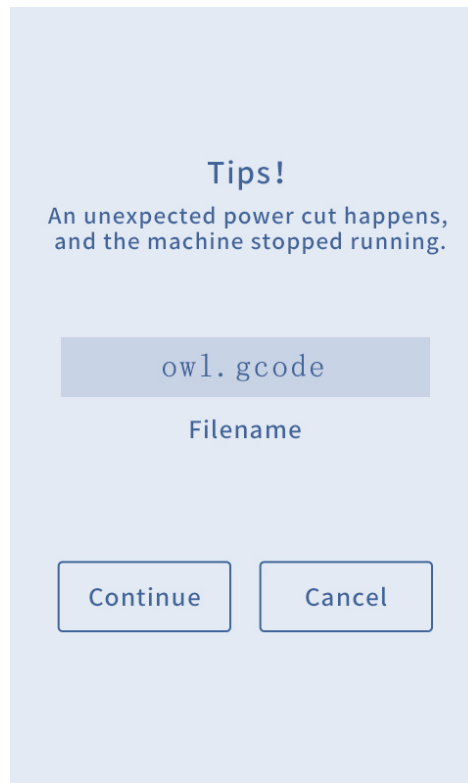 Tips!
An unexpected power cut happens,
and the machine stopped running.
owl.gcode
Filename
Continue
Cancel